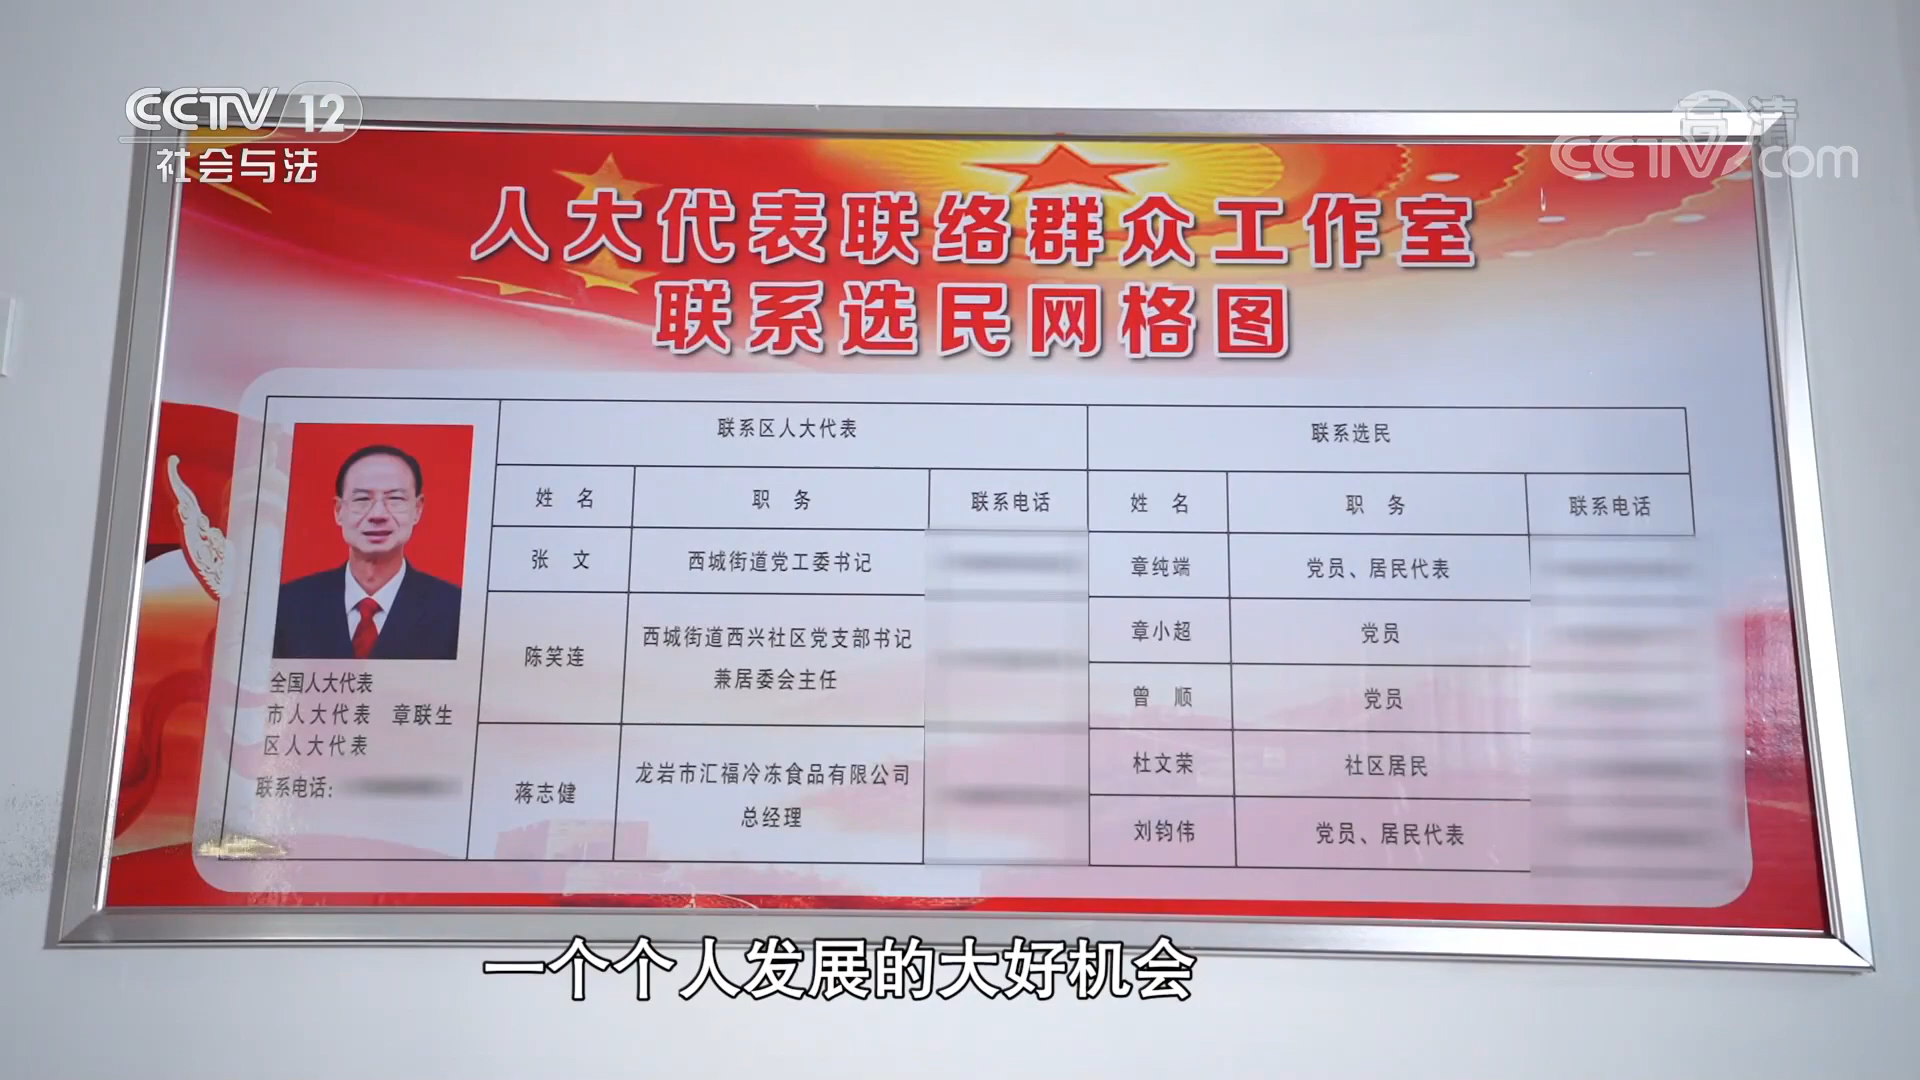 CCTV 12
社会与法
高清
CCTV.com
人大代表联络群众工作室
联系选民网格图
联系区人大代表
联系选民
姓 名
职 务
联系电话
姓 名
职 务
联系电话
张 文
西城街道党工委书记
陈笑连
西城街道西兴社区党支部书记
兼居委会主任
蒋志健
龙岩市汇福冷冻食品有限公司
总经理
章纯端
党员、居民代表
章小超
党员
曾 顺
党员
杜文荣
社区居民
刘钧伟
党员、居民代表
全国人大代表
市人大代表 章联生
区人大代表
联系电话:
一个个人发展的大好机会